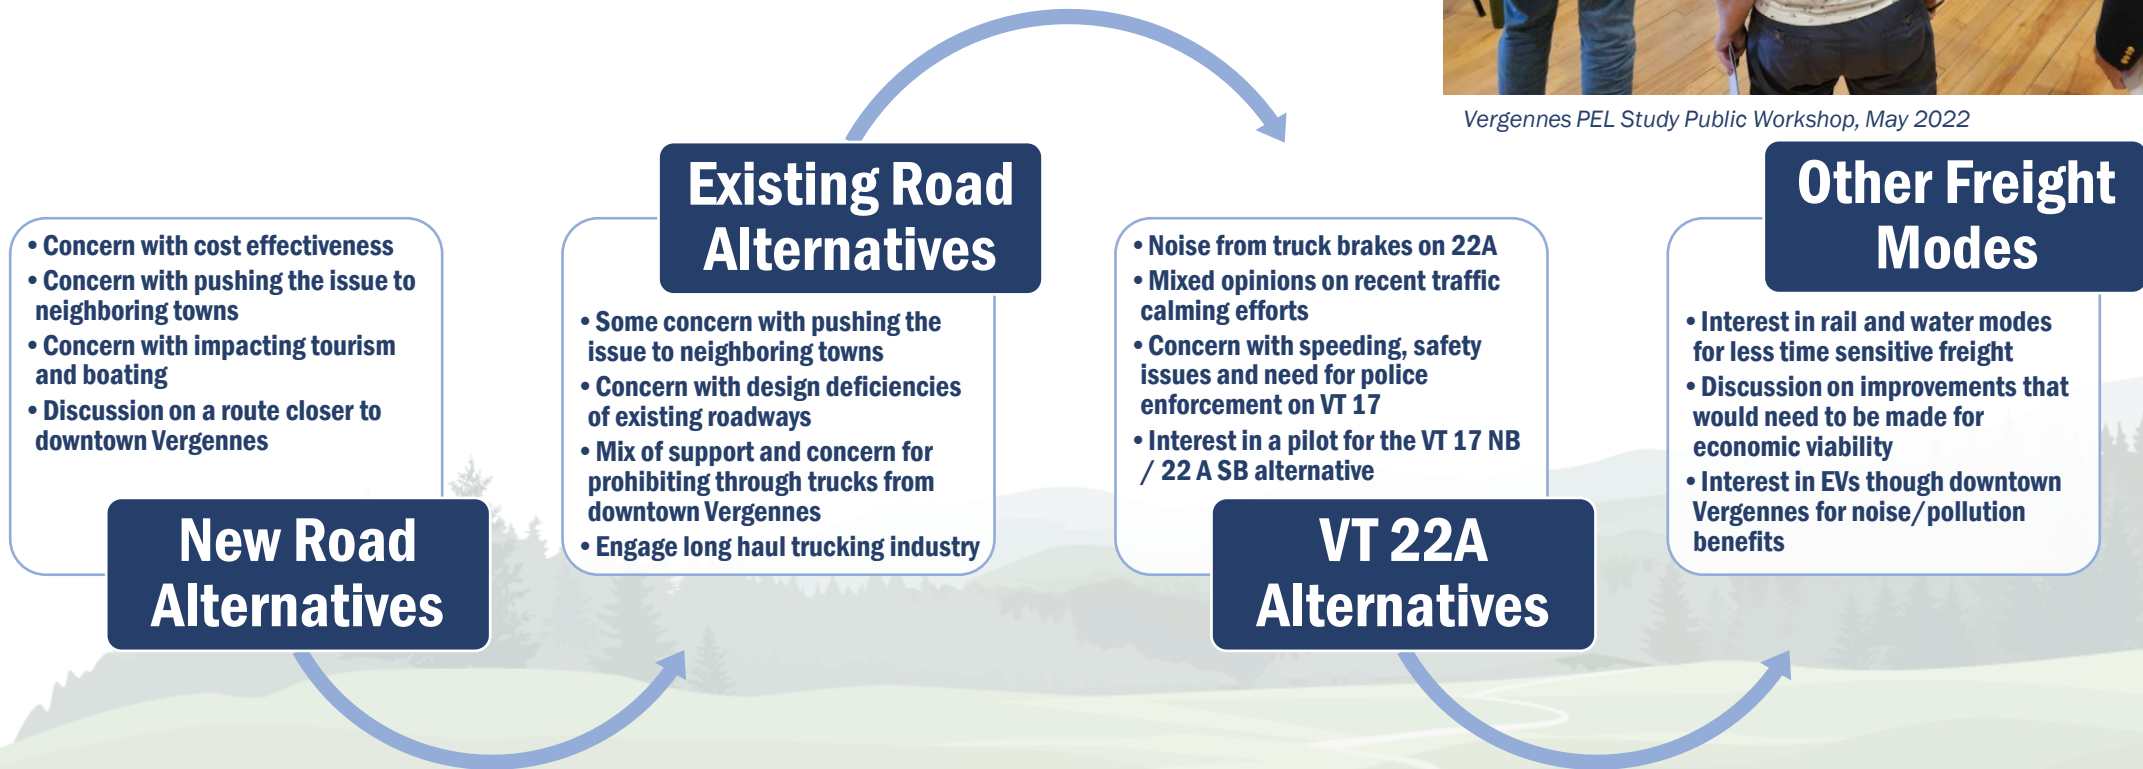 Vergennes PEL Study Public Workshop, May 2022
• Concern with cost effectiveness
• Concern with pushing the issue to
neighboring towns
• Concern with impacting tourism
and boating
• Discussion on a route closer to
downtown Vergennes
New Road
Alternatives
Existing Road
Alternatives
• Some concern with pushing the
issue to neighboring towns
• Concern with design deficiencies
of existing roadways
• Mix of support and concern for
prohibiting through trucks from
downtown Vergennes
• Engage long haul trucking industry
• Noise from truck brakes on 22A
• Mixed opinions on recent traffic
calming efforts
• Concern with speeding, safety
issues and need for police
enforcement on VT 17
• Interest in a pilot for the VT 17 NB
/ 22 A SB alternative
VT 22A
Alternatives
Other Freight
Modes
• Interest in rail and water modes
for less time sensitive freight
• Discussion on improvements that
would need to be made for
economic viability
• Interest in EVs though downtown
Vergennes for noise/pollution
benefits